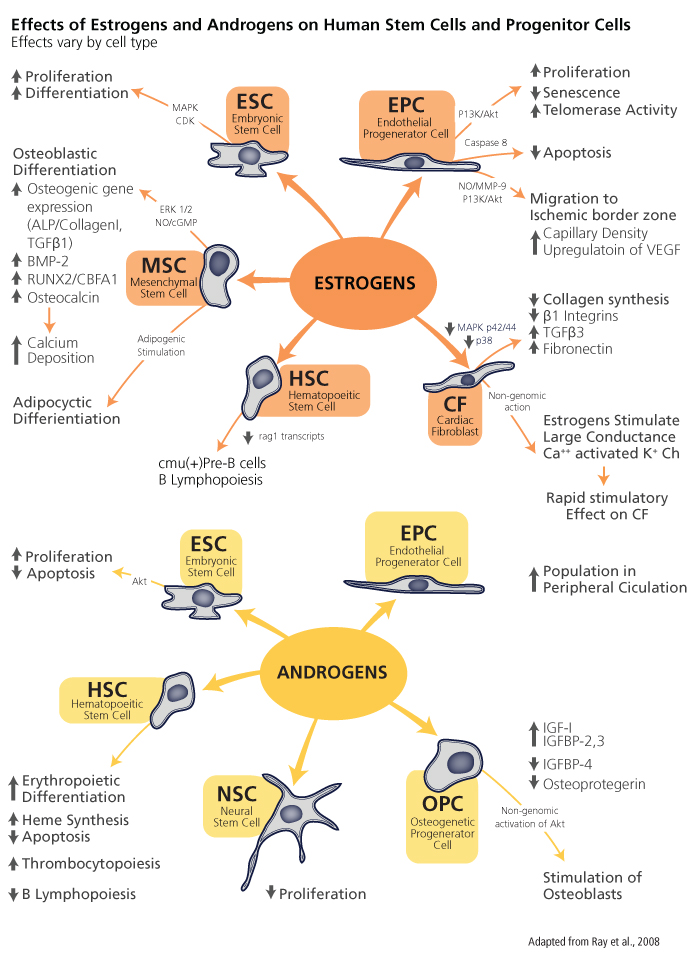 Effects of Estrogens and Androgens on Human Stem Cells and Progenitor Cells
Effects vary by cell type
Proliferation
Differentiation
MAPK
CDK
ESC
Embryonic
Stem Cell
EPC
Endothelial
Progenerator Cell
P13K/Akt
Proliferation
Senescence
Telomerase Activity
Caspase 8
Apoptosis
NO/MMP-9
P13K/Akt
Migration to
Ischemic border zone
Capillary Density
Upregulatoin of VEGF
Osteoblastic
Differentiation
Osteogenic gene
expression
(ALP/CollagenI,
TGFβ1)
BMP-2
RUNX2/CBFA1
Osteocalcin
Calcium
Deposition
ERK 1/2
NO/cGMP
MSC
Mesenchymal
Stem Cell
Adipogenic
Stimulation
Adipocyctic
Differientiation
ESTROGENS
HSC
Hematopoeitic
Stem Cell
rag1 transcripts
cmu(+)Pre-B cells
B Lymphopoiesis
MAPK p42/44
p38
Collagen synthesis
β1 Integrins
TGFβ3
Fibronectin
CF
Cardiac
Fibroblast
Non-genomic
action
Estrogens Stimulate
Large Conductance
Ca⁺⁺ activated K⁺ Ch
Rapid stimulatory
Effect on CF
Proliferation
Apoptosis
Akt
ESC
Embryonic
Stem Cell
EPC
Endothelial
Progenerator Cell
Population in
Peripheral Ciculation
ANDROGENS
HSC
Hematopoeitic
Stem Cell
Erythropoietic
Differentiation
Heme Synthesis
Apoptosis
Thrombocytopoiesis
B Lymphopoiesis
NSC
Neural
Stem Cell
Proliferation
OPC
Osteogenetic
Progenerator
Cell
IGF-I
IGFBP-2,3
IGFBP-4
Osteoprotegerin
Non-genomic
activation of Akt
Stimulation of
Osteoblasts
Adapted from Ray et al., 2008